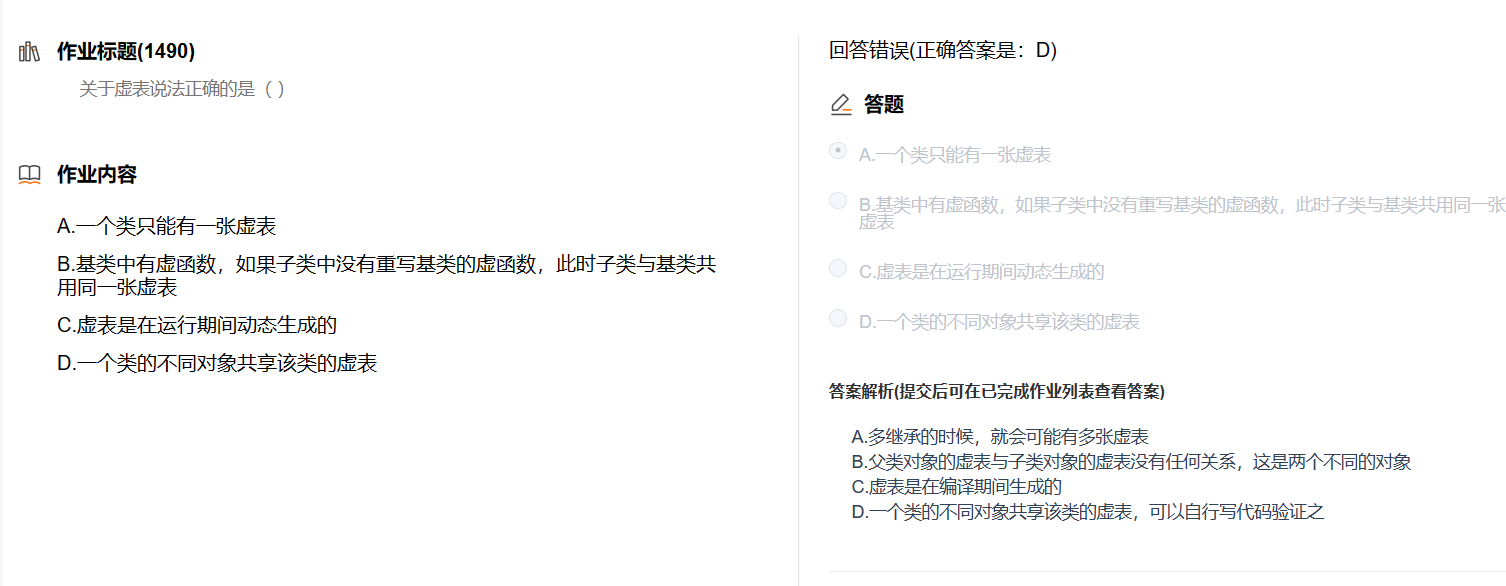 作业标题(1490)
关于虚表说法正确的是（ ）
作业内容
A.一个类只能有一张虚表
B.基类中有虚函数，如果子类中没有重写基类的虚函数，此时子类与基类共
用同一张虚表
C.虚表是在运行期间动态生成的
D.一个类的不同对象共享该类的虚表
回答错误(正确答案是：D)
答题
A.一个类只能有一张虚表
B.基类中有虚函数，如果子类中没有重写基类的虚函数，此时子类与基类共用同一张
虚表
C.虚表是在运行期间动态生成的
D.一个类的不同对象共享该类的虚表
答案解析(提交后可在已完成作业列表查看答案)
A.多继承的时候，就会可能有多张虚表
B.父类对象的虚表与子类对象的虚表没有任何关系，这是两个不同的对象
C.虚表是在编译期间生成的
D.一个类的不同对象共享该类的虚表，可以自行写代码验证之